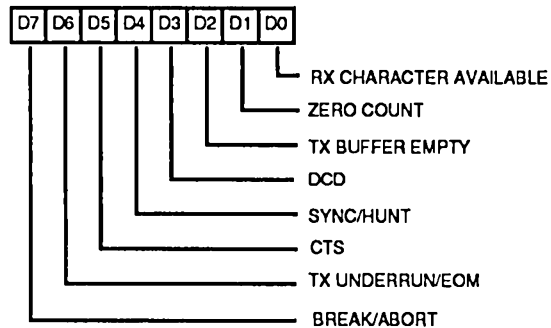 D7 D6 D5 D4 D3 D2 D1 D0
RX CHARACTER AVAILABLE
ZERO COUNT
TX BUFFER EMPTY
DCD
SYNC/HUNT
CTS
TX UNDERRUN/EOM
BREAK/ABORT